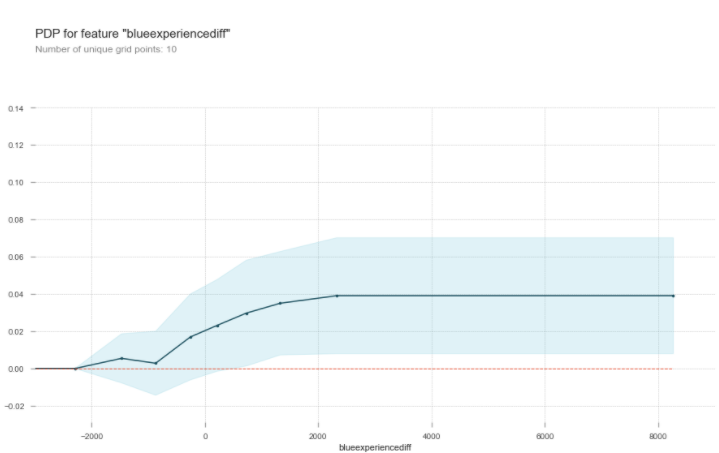 PDP for feature "blueexperiencediff"
Number of unique grid points: 10
0.14
0.12
0.10
0.08
0.06
0.04
0.02
0.00
−0.02
−2000 0 2000 4000 6000 8000
blueexperiencediff